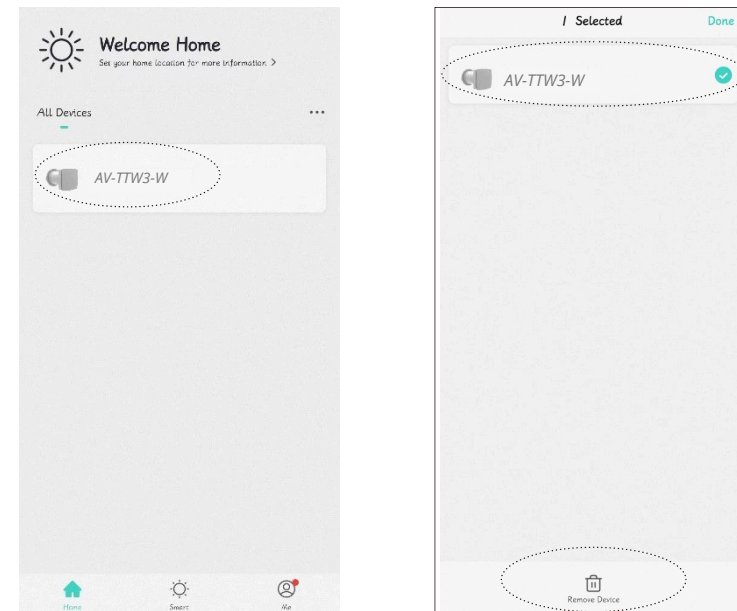 Welcome Home
Set your home location for more information >
All Devices
AV-TTW3-W
Home
Smart
Me
1 Selected
Done
AV-TTW3-W
Remove Device